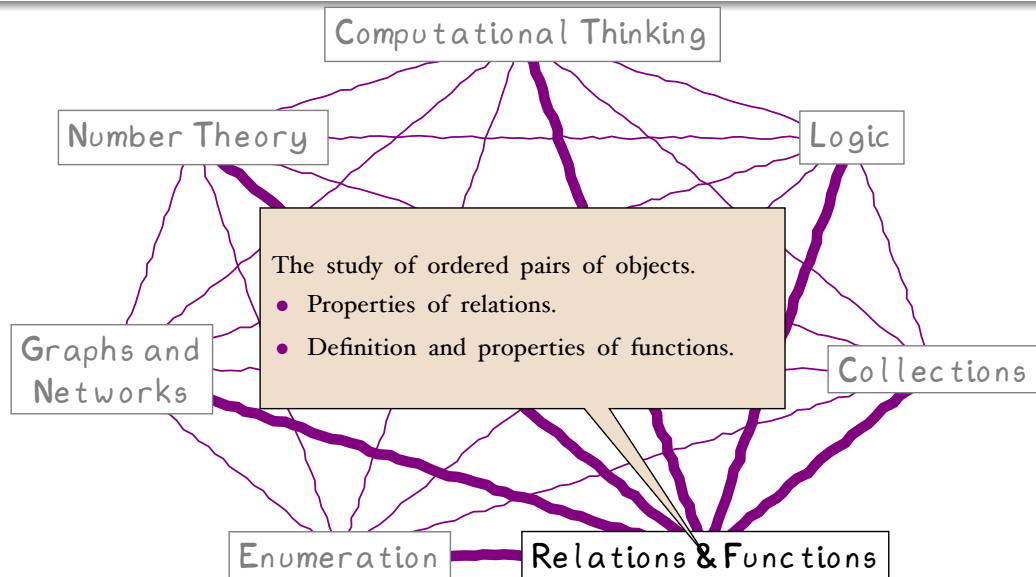 Computational Thinking
Number Theory
Logic
The study of ordered pairs of objects.
• Properties of relations.
• Definition and properties of functions.
Graphs and
Networks
Collections
Enumeration
Relations & Functions